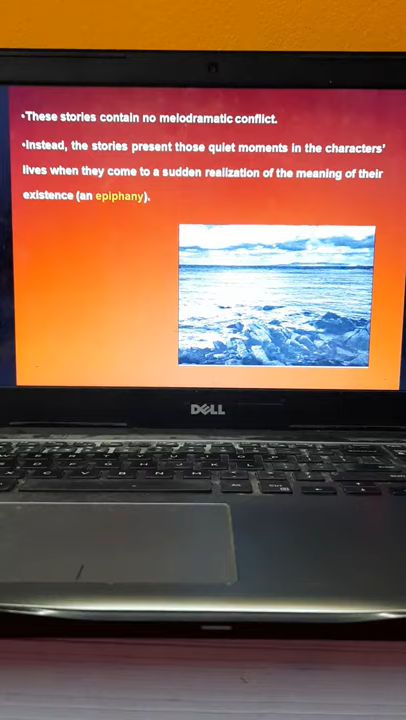 •These stories contain no melodramatic conflict.
•Instead, the stories present those quiet moments in the characters'
lives when they come to a sudden realization of the meaning of their
existence (an epiphany).
DELL